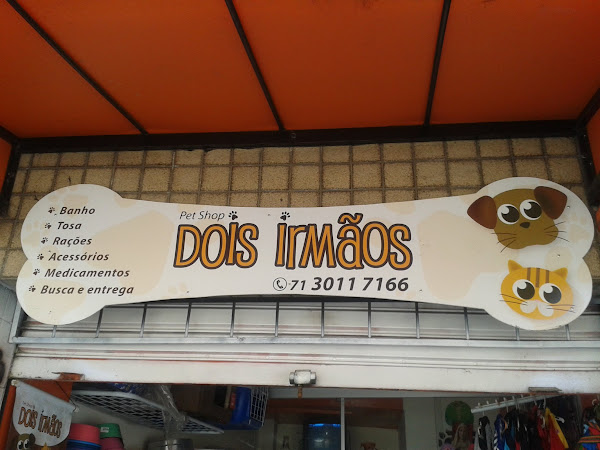 Banho
Tosa
Rações
Acessórios
Medicamentos
Busca e entrega
Pet Shop
DOIS IRMÃOS
71 3011 7166
DOIS IRMÃOS